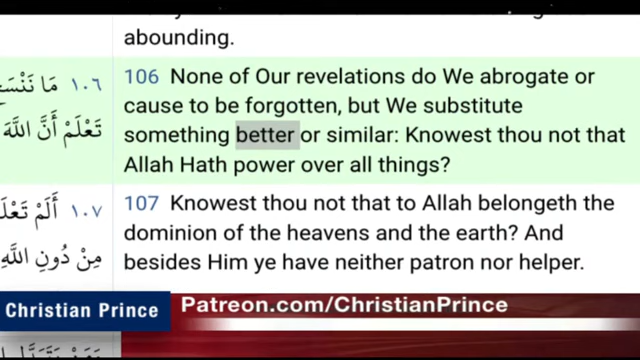 abounding.
١٠٦ مَا نَنْسَخْ
106 None of Our revelations do We abrogate or
cause to be forgotten, but We substitute
تَعْلَمْ أَنَّ اللَّهَ
something better or similar: Knowest thou not that
Allah Hath power over all things?
١٠٧ أَلَمْ
107 Knowest thou not that to Allah belongeth the
dominion of the heavens and the earth? And
مِنْ دُونِ اللَّهِ
besides Him ye have neither patron nor helper.
Christian Prince
Patreon.com/ChristianPrince